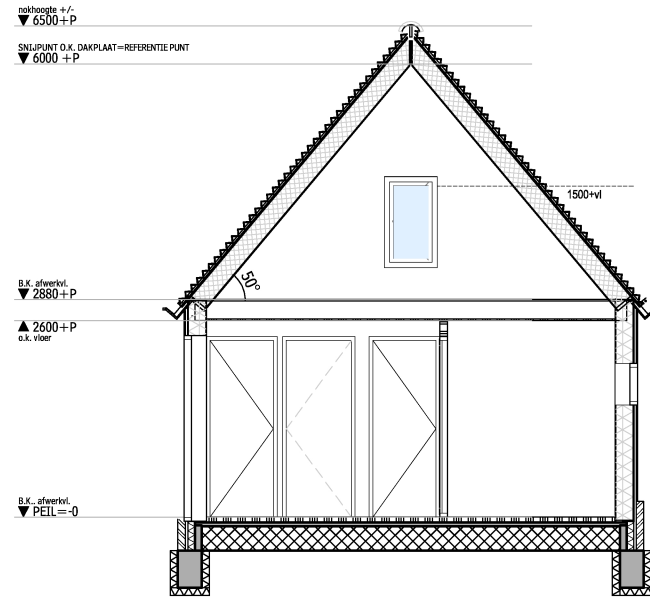 nokhoogte +/-
▼ 6500+P
SNIJPUNT O.K. DAKPLAAT=REFERENTIE PUNT
▼ 6000 +P
1500+vl
50°
B.K. afwerkvl.
▼ 2880+P
▲ 2600+P
o.k. vloer
B.K.. afwerkvl.
▼ PEIL=-0